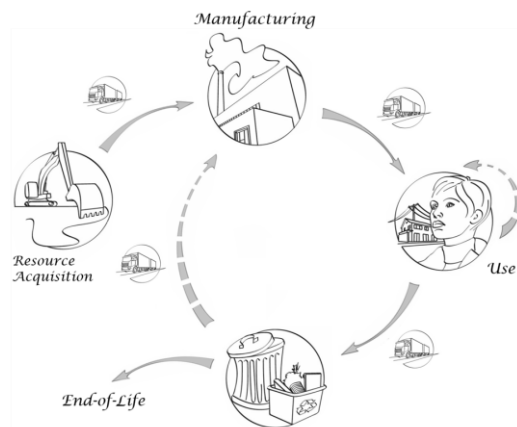 Manufacturing
Resource
Acquisition
Use
End-of-Life